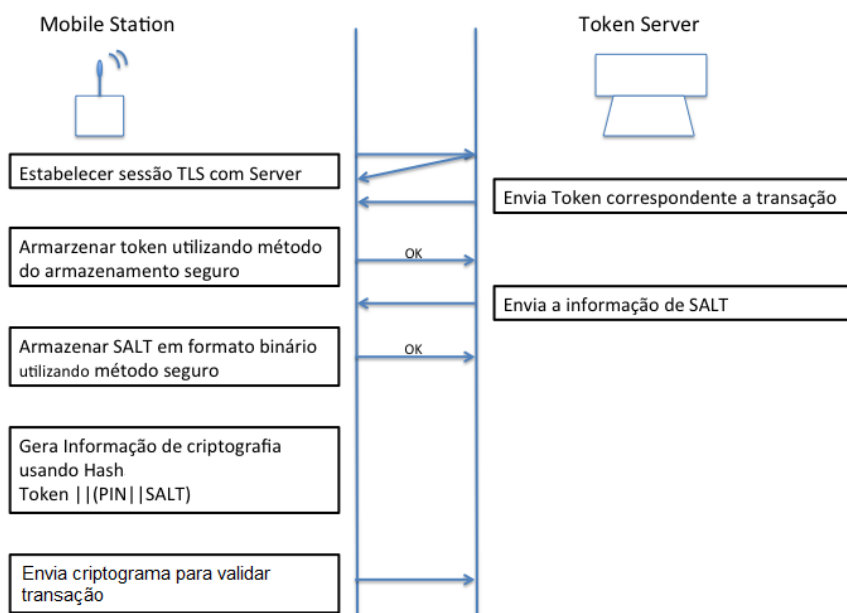 Mobile Station
Token Server
Estabelecer sessão TLS com Server
Envia Token correspondente a transação
Armarzenar token utilizando método
do armazenamento seguro
OK
Envia a informação de SALT
Armazenar SALT em formato binário
utilizando método seguro
OK
Gera Informação de criptografia
usando Hash
Token ||(PIN||SALT)
Envia criptograma para validar
transação